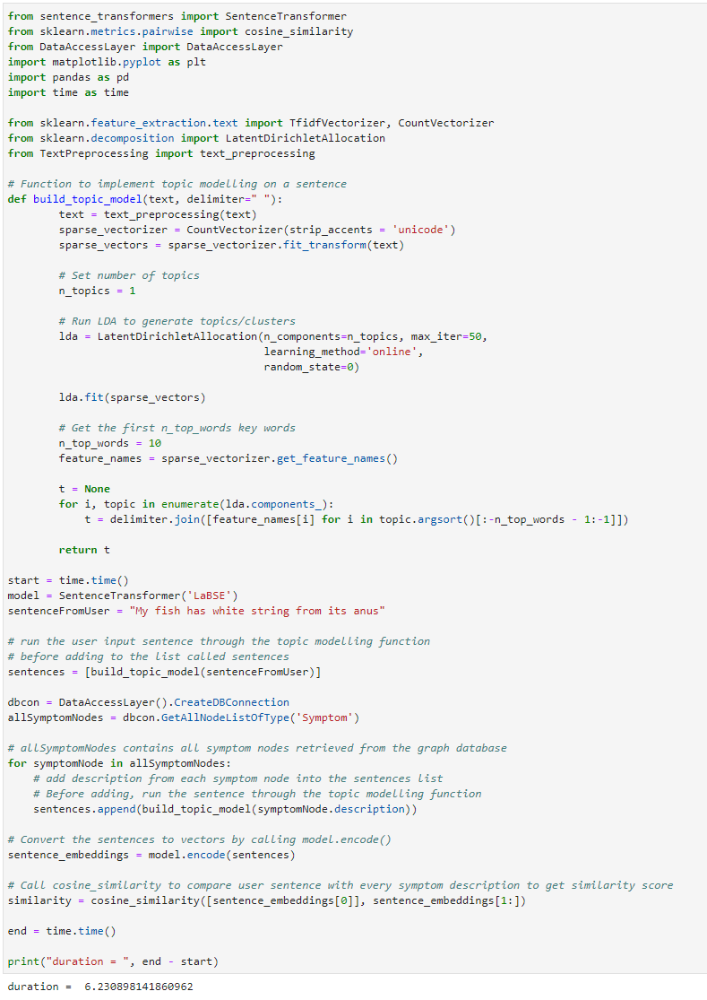 from sentence_transformers import SentenceTransformer
from sklearn.metrics.pairwise import cosine_similarity
from DataAccessLayer import DataAccessLayer
import matplotlib.pyplot as plt
import pandas as pd
import time as time

from sklearn.feature_extraction.text import TfidfVectorizer, CountVectorizer
from sklearn.decomposition import LatentDirichletAllocation
from TextPreprocessing import text_preprocessing

# Function to implement topic modelling on a sentence
def build_topic_model(text, delimiter=" "):
        text = text_preprocessing(text)
        sparse_vectorizer = CountVectorizer(strip_accents = 'unicode')
        sparse_vectors = sparse_vectorizer.fit_transform(text)

        # Set number of topics
        n_topics = 1

        # Run LDA to generate topics/clusters
        lda = LatentDirichletAllocation(n_components=n_topics, max_iter=50,
                                        learning_method='online',
                                        random_state=0)

        lda.fit(sparse_vectors)

        # Get the first n_top_words key words
        n_top_words = 10
        feature_names = sparse_vectorizer.get_feature_names()

        t = None
        for i, topic in enumerate(lda.components_):
            t = delimiter.join([feature_names[i] for i in topic.argsort()[:-n_top_words - 1:-1]])

        return t

start = time.time()
model = SentenceTransformer('LaBSE')
sentenceFromUser = "My fish has white string from its anus"

# run the user input sentence through the topic modelling function
# before adding to the list called sentences
sentences = [build_topic_model(sentenceFromUser)]

dbcon = DataAccessLayer().CreateDBConnection
allSymptomNodes = dbcon.GetAllNodeListOfType('Symptom')

# allSymptomNodes contains all symptom nodes retrieved from the graph database
for symptomNode in allSymptomNodes:
    # add description from each symptom node into the sentences list
    # Before adding, run the sentence through the topic modelling function
    sentences.append(build_topic_model(symptomNode.description))

# Convert the sentences to vectors by calling model.encode()
sentence_embeddings = model.encode(sentences)

# Call cosine_similarity to compare user sentence with every symptom description to get similarity score
similarity = cosine_similarity([sentence_embeddings[0]], sentence_embeddings[1:])

end = time.time()

print("duration = ", end - start)

duration =  6.230898141860962